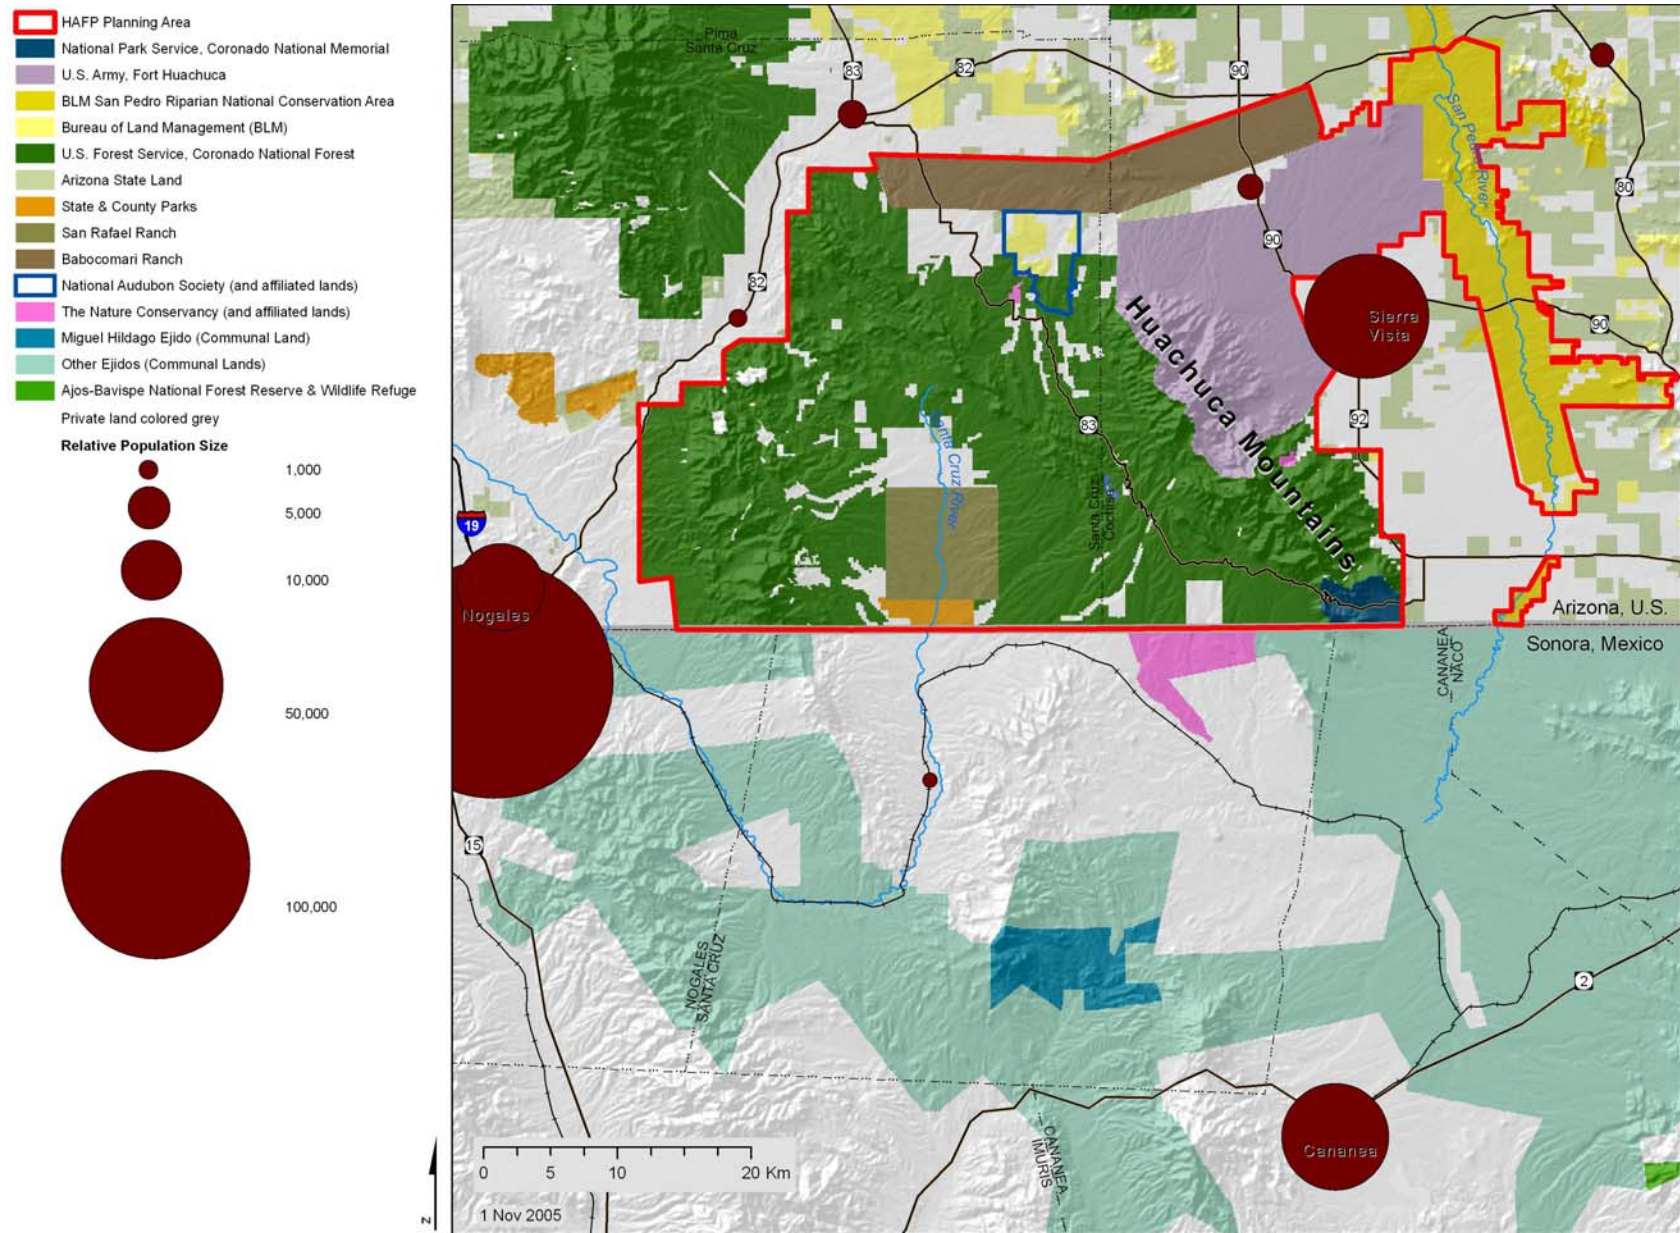 HAFP Planning Area
National Park Service, Coronado National Memorial
U.S. Army, Fort Huachuca
BLM San Pedro Riparian National Conservation Area
Bureau of Land Management (BLM)
U.S. Forest Service, Coronado National Forest
Arizona State Land
State & County Parks
San Rafael Ranch
Babocomari Ranch
National Audubon Society (and affiliated lands)
The Nature Conservancy (and affiliated lands)
Miguel Hildago Ejido (Communal Land)
Other Ejidos (Communal Lands)
Ajos-Bavispe National Forest Reserve & Wildlife Refuge
Private land colored grey
Relative Population Size
1,000
5,000
10,000
50,000
100,000
Pima
Santa Cruz
83
82
90
80
San Pedro River
90
82
Sierra
Vista
90
92
83
Huachuca Mountains
Santa Cruz River
Santa Cruz
Cochise
19
Nogales
Arizona, U.S.
Sonora, Mexico
CANANEA
NACO
15
NOGALES
SANTA CRUZ
2
Cananea
CANANEA
IMURIS
0 5 10 20 Km
1 Nov 2005
N